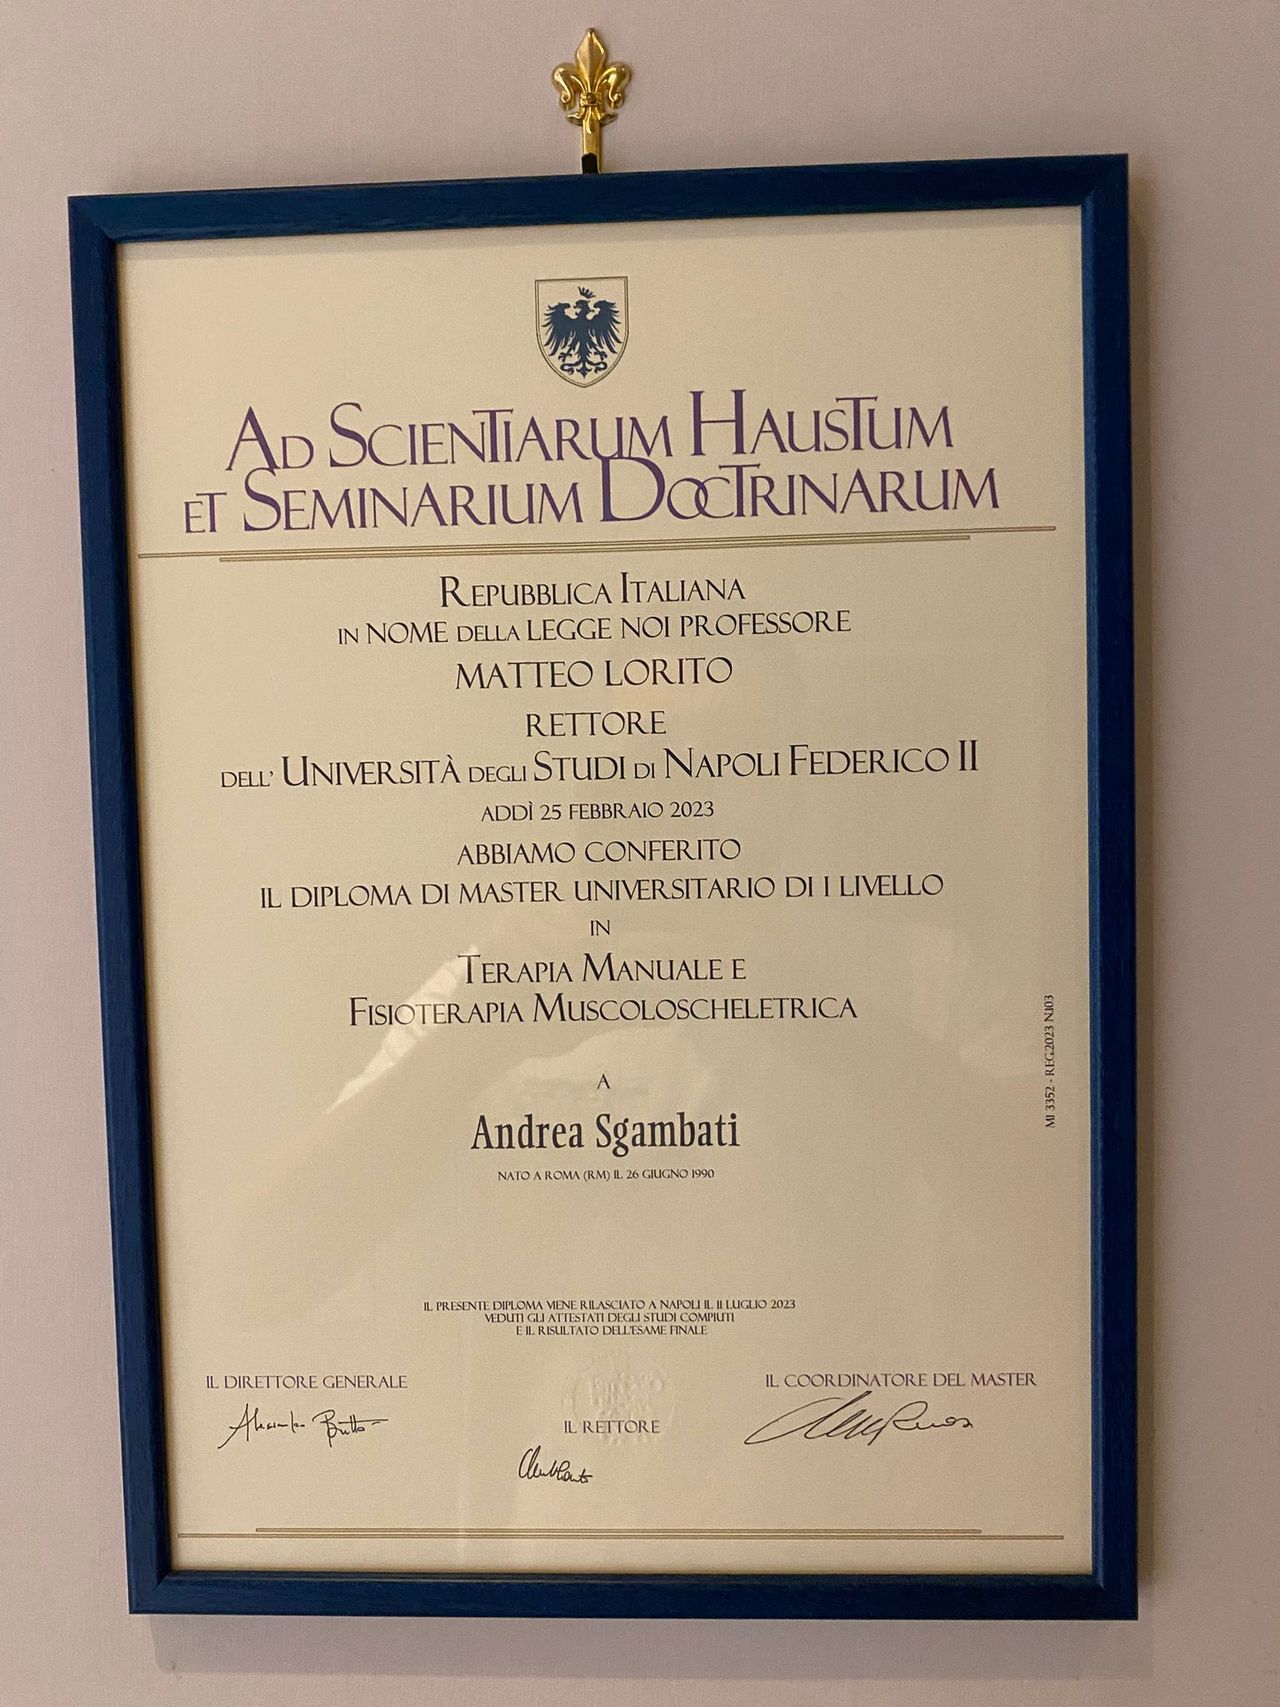 AD SCIENTIARUM HAUSTUM
ET SEMINARIUM DOCTRINARUM
REPUBBLICA ITALIANA
IN NOME DELLA LEGGE NOI PROFESSORE
MATTEO LORITO
RETTORE
DELL' UNIVERSITÀ DEGLI STUDI DI NAPOLI FEDERICO II
ADDÌ 25 FEBBRAIO 2023
ABBIAMO CONFERITO
IL DIPLOMA DI MASTER UNIVERSITARIO DI I LIVELLO
IN
TERAPIA MANUALE E
FISIOTERAPIA MUSCOLOSCHELETRICA
A
Andrea Sgambati
NATO A ROMA (RM) IL 26 GIUGNO 1990
MI 3352 - REG.2023 N.103
IL PRESENTE DIPLOMA VIENE RILASCIATO A NAPOLI IL 11 LUGLIO 2023
VEDUTI GLI ATTESTATI DEGLI STUDI COMPIUTI
E IL RISULTATO DELL'ESAME FINALE
IL DIRETTORE GENERALE
IL COORDINATORE DEL MASTER
IL RETTORE